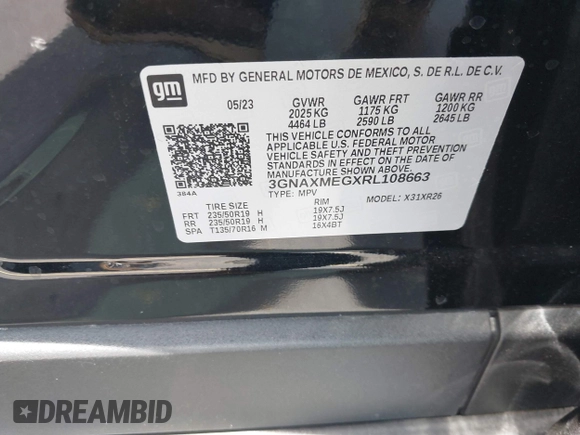 gm
MFD BY GENERAL MOTORS DE MEXICO, S. DE R.L. DE C.V.
05/23 GVWR GAWR FRT GAWR RR
2025 KG 1175 KG 1200 KG
4464 LB 2590 LB 2645 LB
THIS VEHICLE CONFORMS TO ALL
APPLICABLE U.S. FEDERAL MOTOR
VEHICLE SAFETY AND THEFT PREVENTION
STANDARDS IN EFFECT ON THE DATE OF
MANUFACTURE SHOWN ABOVE.
384A
3GNAXMEGXRL108663
TYPE: MPV MODEL: X31XR26
TIRE SIZE RIM
FRT 235/50R19 H 19X7.5J
RR 235/50R19 H 19X7.5J
SPA T135/70R16 M 16X4BT
DREAMBID